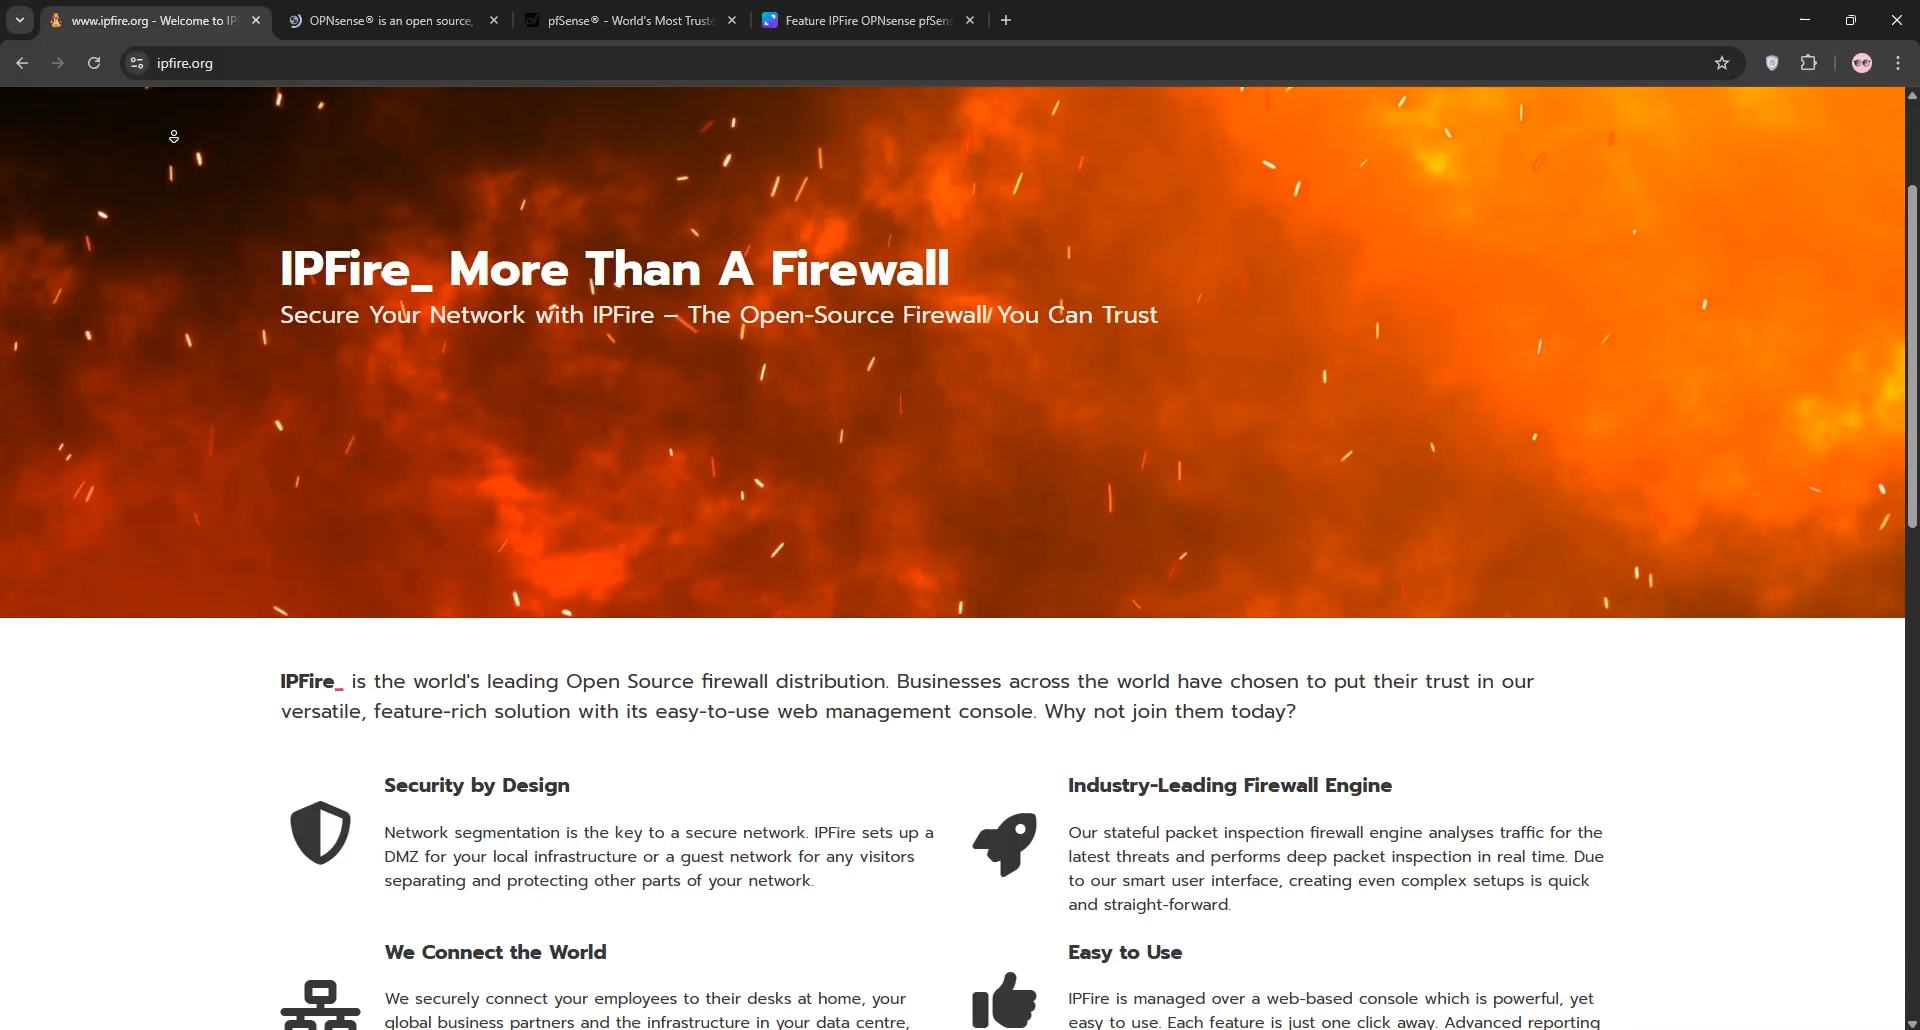 www.ipfire.org - Welcome to IP
OPNsense® is an open source,
pfSense® - World's Most Truste
Feature IPFire OPNsense pfSens
ipfire.org
IPFire_ More Than A Firewall
Secure Your Network with IPFire – The Open-Source Firewall You Can Trust
IPFire_ is the world's leading Open Source firewall distribution. Businesses across the world have chosen to put their trust in our
versatile, feature-rich solution with its easy-to-use web management console. Why not join them today?
Security by Design
Network segmentation is the key to a secure network. IPFire sets up a
DMZ for your local infrastructure or a guest network for any visitors
separating and protecting other parts of your network.
Industry-Leading Firewall Engine
Our stateful packet inspection firewall engine analyses traffic for the
latest threats and performs deep packet inspection in real time. Due
to our smart user interface, creating even complex setups is quick
and straight-forward.
We Connect the World
We securely connect your employees to their desks at home, your
global business partners and the infrastructure in your data centre,
Easy to Use
IPFire is managed over a web-based console which is powerful, yet
easy to use. Each feature is just one click away. Advanced reporting